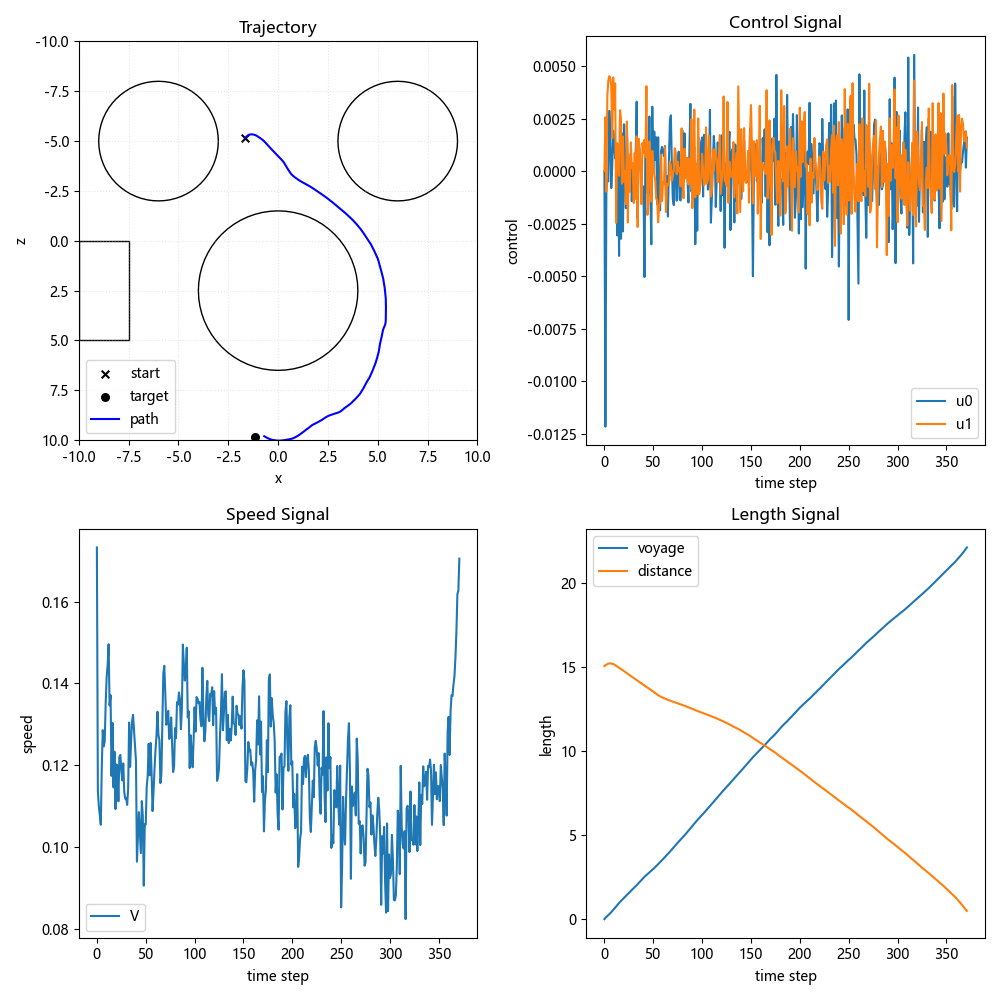 Trajectory
-10.0
-7.5
-5.0
-2.5
0.0
2.5
5.0
7.5
10.0
z
start
target
path
-10.0 -7.5 -5.0 -2.5 0.0 2.5 5.0 7.5 10.0
x
Control Signal
0.0050
0.0025
0.0000
-0.0025
-0.0050
-0.0075
-0.0100
-0.0125
control
u0
u1
0 50 100 150 200 250 300 350
time step
Speed Signal
0.16
0.14
0.12
0.10
0.08
speed
V
0 50 100 150 200 250 300 350
time step
Length Signal
voyage
distance
20
15
10
5
0
length
0 50 100 150 200 250 300 350
time step